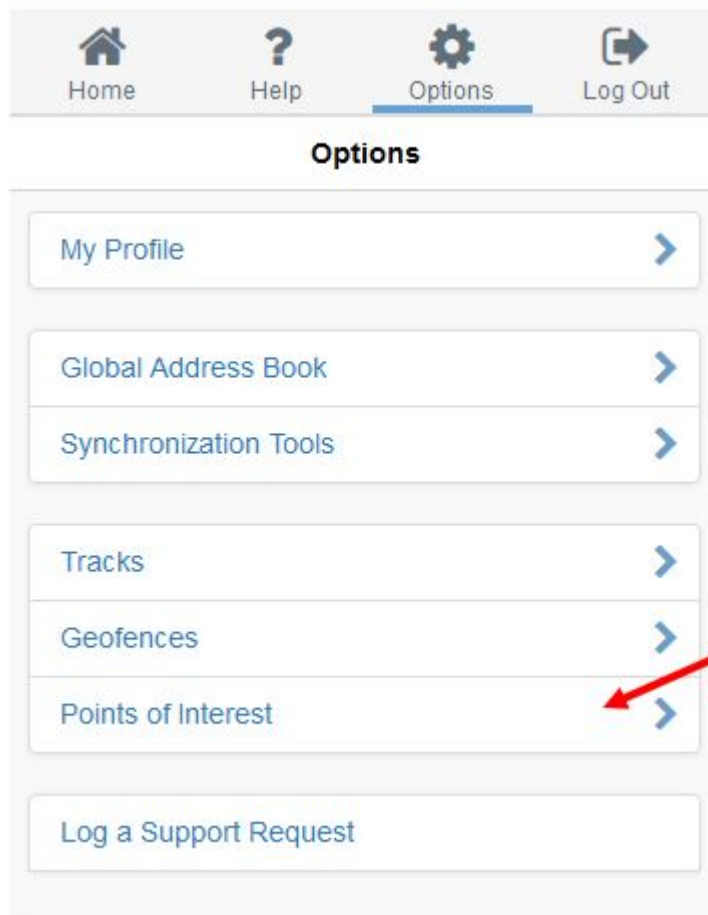 Home Help Options Log Out
Options
My Profile
Global Address Book
Synchronization Tools
Tracks
Geofences
Points of Interest
Log a Support Request